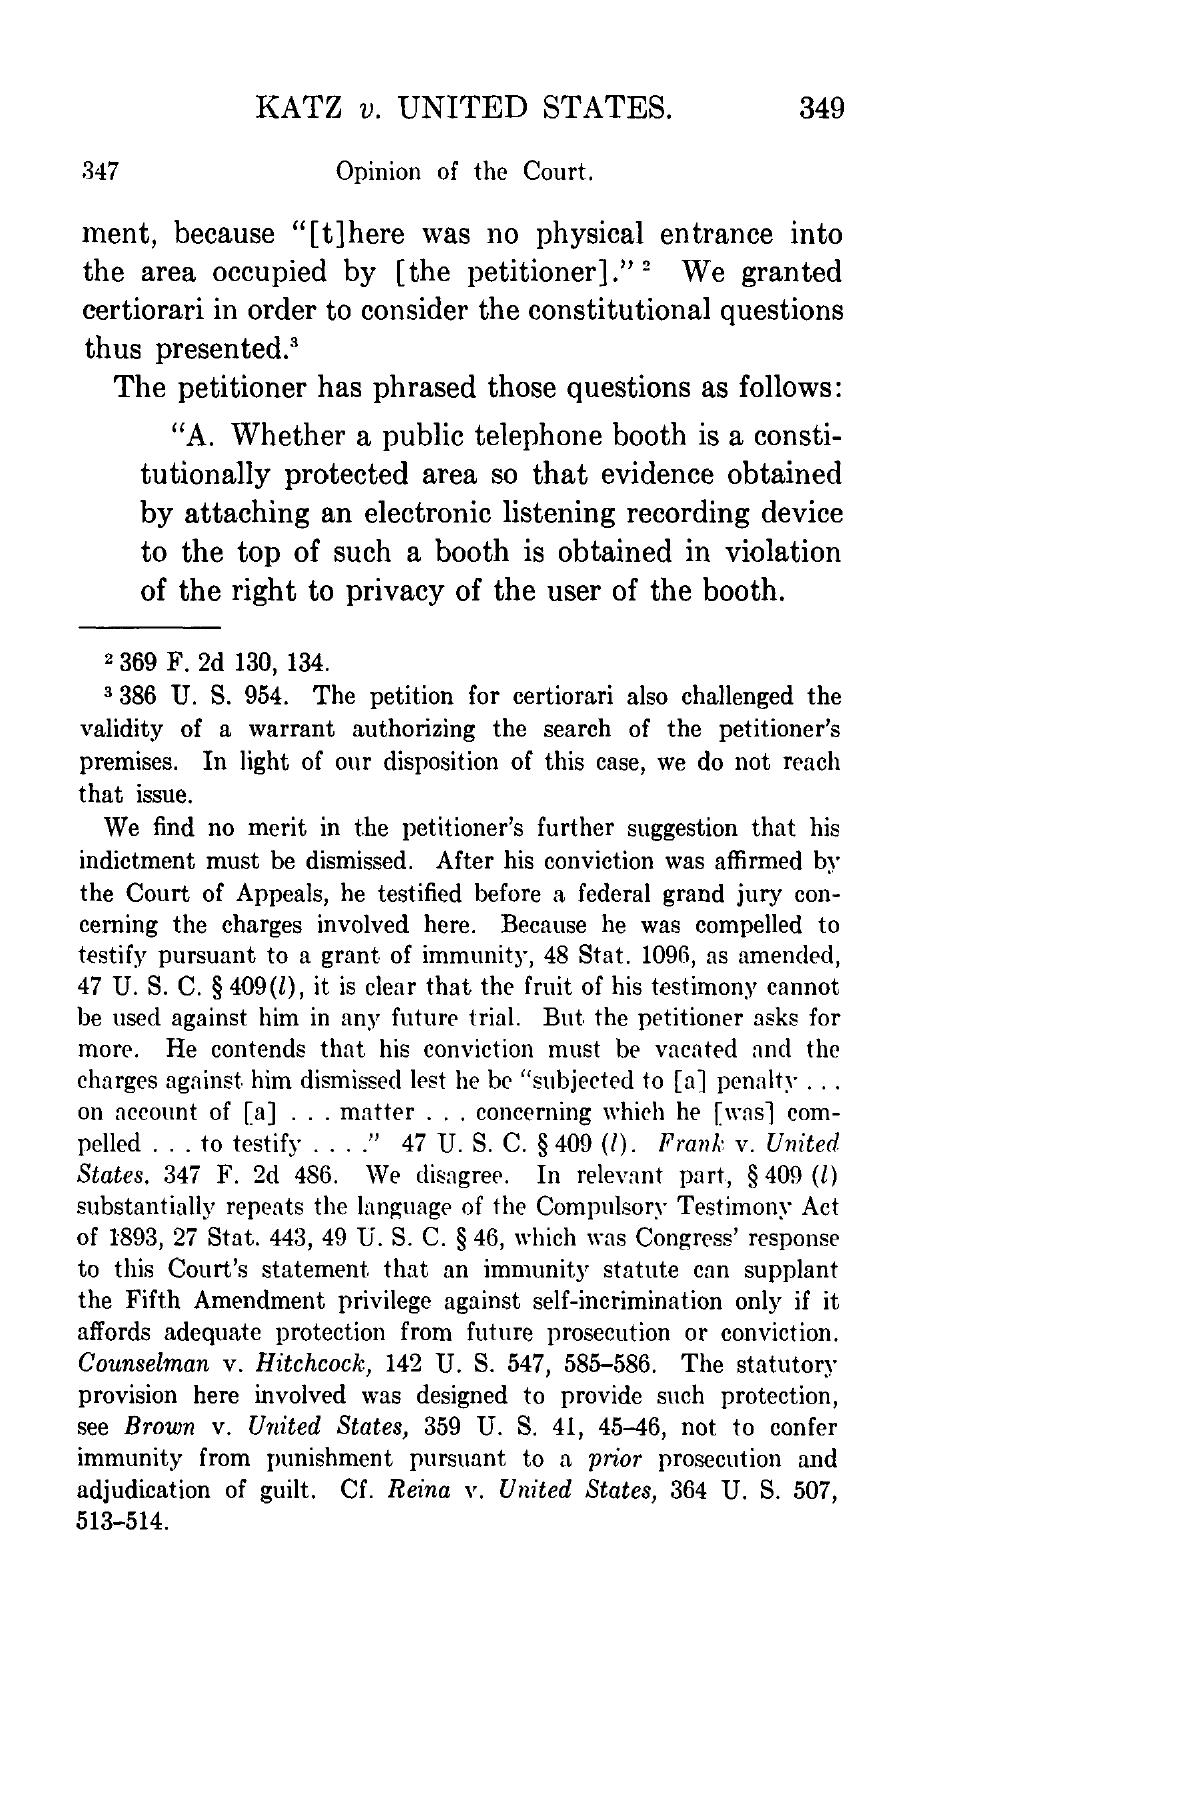 KATZ v. UNITED STATES. 349
347 Opinion of the Court.
ment, because “[t]here was no physical entrance into
the area occupied by [the petitioner].” ² We granted
certiorari in order to consider the constitutional questions
thus presented.³
The petitioner has phrased those questions as follows:
“A. Whether a public telephone booth is a consti-
tutionally protected area so that evidence obtained
by attaching an electronic listening recording device
to the top of such a booth is obtained in violation
of the right to privacy of the user of the booth.
² 369 F. 2d 130, 134.
³ 386 U. S. 954. The petition for certiorari also challenged the
validity of a warrant authorizing the search of the petitioner’s
premises. In light of our disposition of this case, we do not reach
that issue.
We find no merit in the petitioner’s further suggestion that his
indictment must be dismissed. After his conviction was affirmed by
the Court of Appeals, he testified before a federal grand jury con-
cerning the charges involved here. Because he was compelled to
testify pursuant to a grant of immunity, 48 Stat. 1096, as amended,
47 U. S. C. § 409(l), it is clear that the fruit of his testimony cannot
be used against him in any future trial. But the petitioner asks for
more. He contends that his conviction must be vacated and the
charges against him dismissed lest he be “subjected to [a] penalty . . .
on account of [a] . . . matter . . . concerning which he [was] com-
pelled . . . to testify . . . .” 47 U. S. C. § 409 (l). Frank v. United
States, 347 F. 2d 486. We disagree. In relevant part, § 409 (l)
substantially repeats the language of the Compulsory Testimony Act
of 1893, 27 Stat. 443, 49 U. S. C. § 46, which was Congress’ response
to this Court’s statement that an immunity statute can supplant
the Fifth Amendment privilege against self-incrimination only if it
affords adequate protection from future prosecution or conviction.
Counselman v. Hitchcock, 142 U. S. 547, 585–586. The statutory
provision here involved was designed to provide such protection,
see Brown v. United States, 359 U. S. 41, 45–46, not to confer
immunity from punishment pursuant to a prior prosecution and
adjudication of guilt. Cf. Reina v. United States, 364 U. S. 507,
513–514.